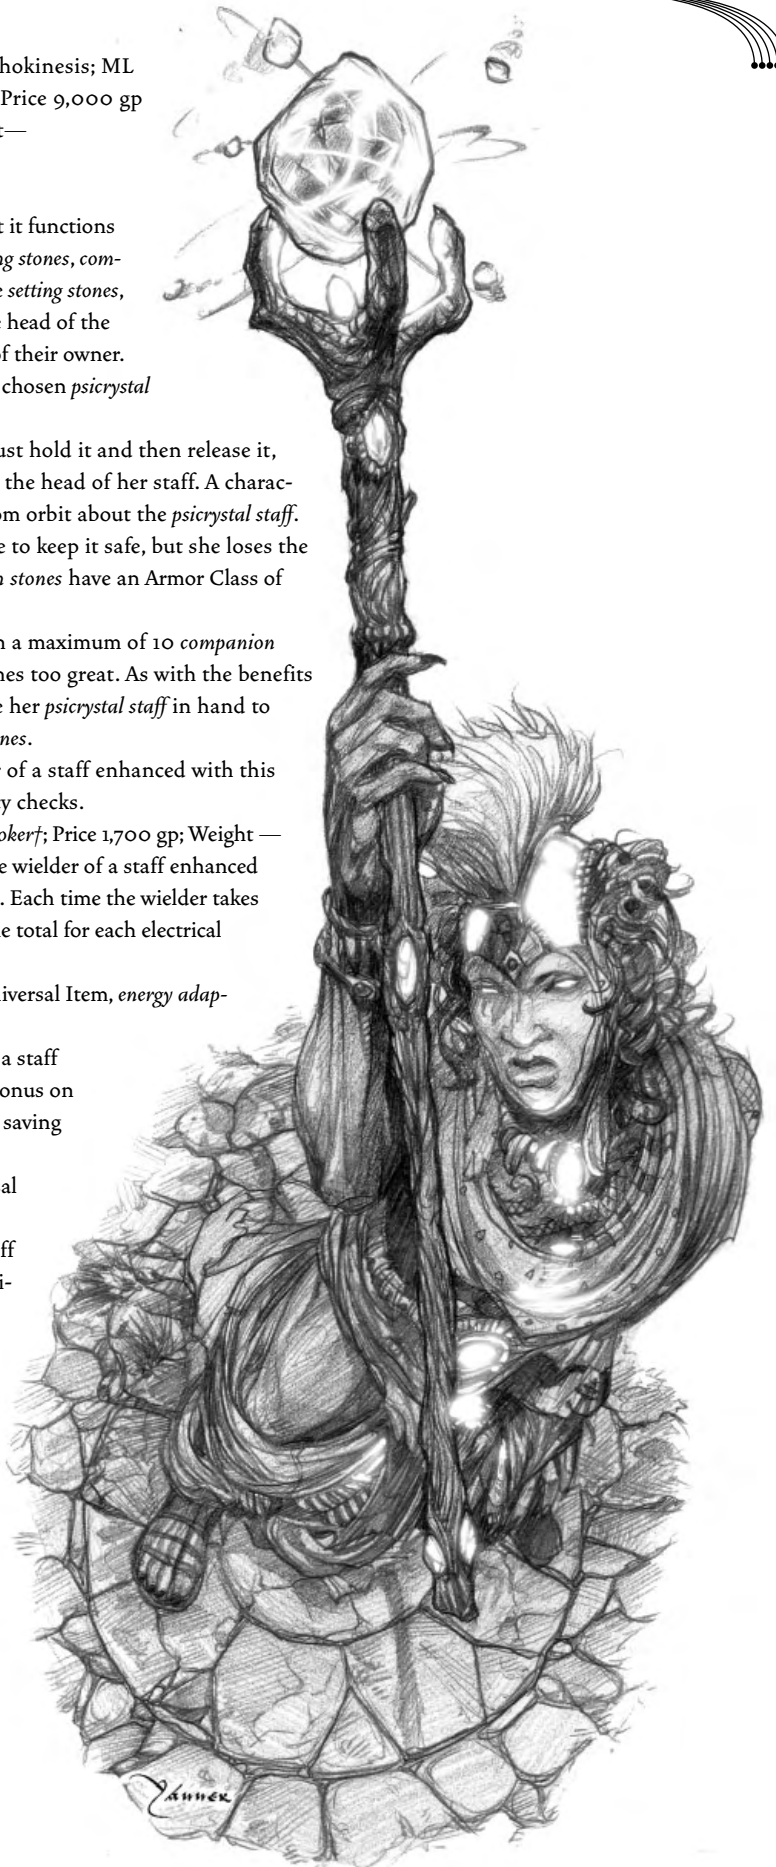 hokinesis; ML
Price 9,000 gp
t—
t it functions
ng stones, com-
e setting stones,
e head of the
of their owner.
chosen psicrystal
ust hold it and then release it,
the head of her staff. A charac-
om orbit about the psicrystal staff.
e to keep it safe, but she loses the
n stones have an Armor Class of
n a maximum of 10 companion
nes too great. As with the benefits
e her psicrystal staff in hand to
nes.
r of a staff enhanced with this
ty checks.
oker†; Price 1,700 gp; Weight —
e wielder of a staff enhanced
. Each time the wielder takes
e total for each electrical
iversal Item, energy adap-
a staff
onus on
saving
al
ff
i-
Yanner